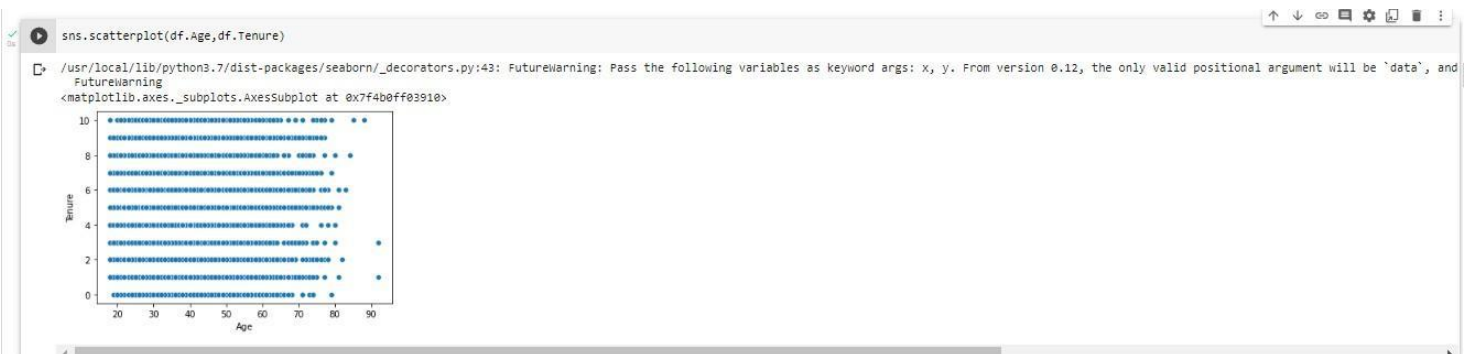 0s
sns.scatterplot(df.Age,df.Tenure)
/usr/local/lib/python3.7/dist-packages/seaborn/_decorators.py:43: FutureWarning: Pass the following variables as keyword args: x, y. From version 0.12, the only valid positional argument will be `data`, and
FutureWarning
<matplotlib.axes._subplots.AxesSubplot at 0x7f4b0ff03910>
10
8
6
4
2
0
Tenure
20 30 40 50 60 70 80 90
Age